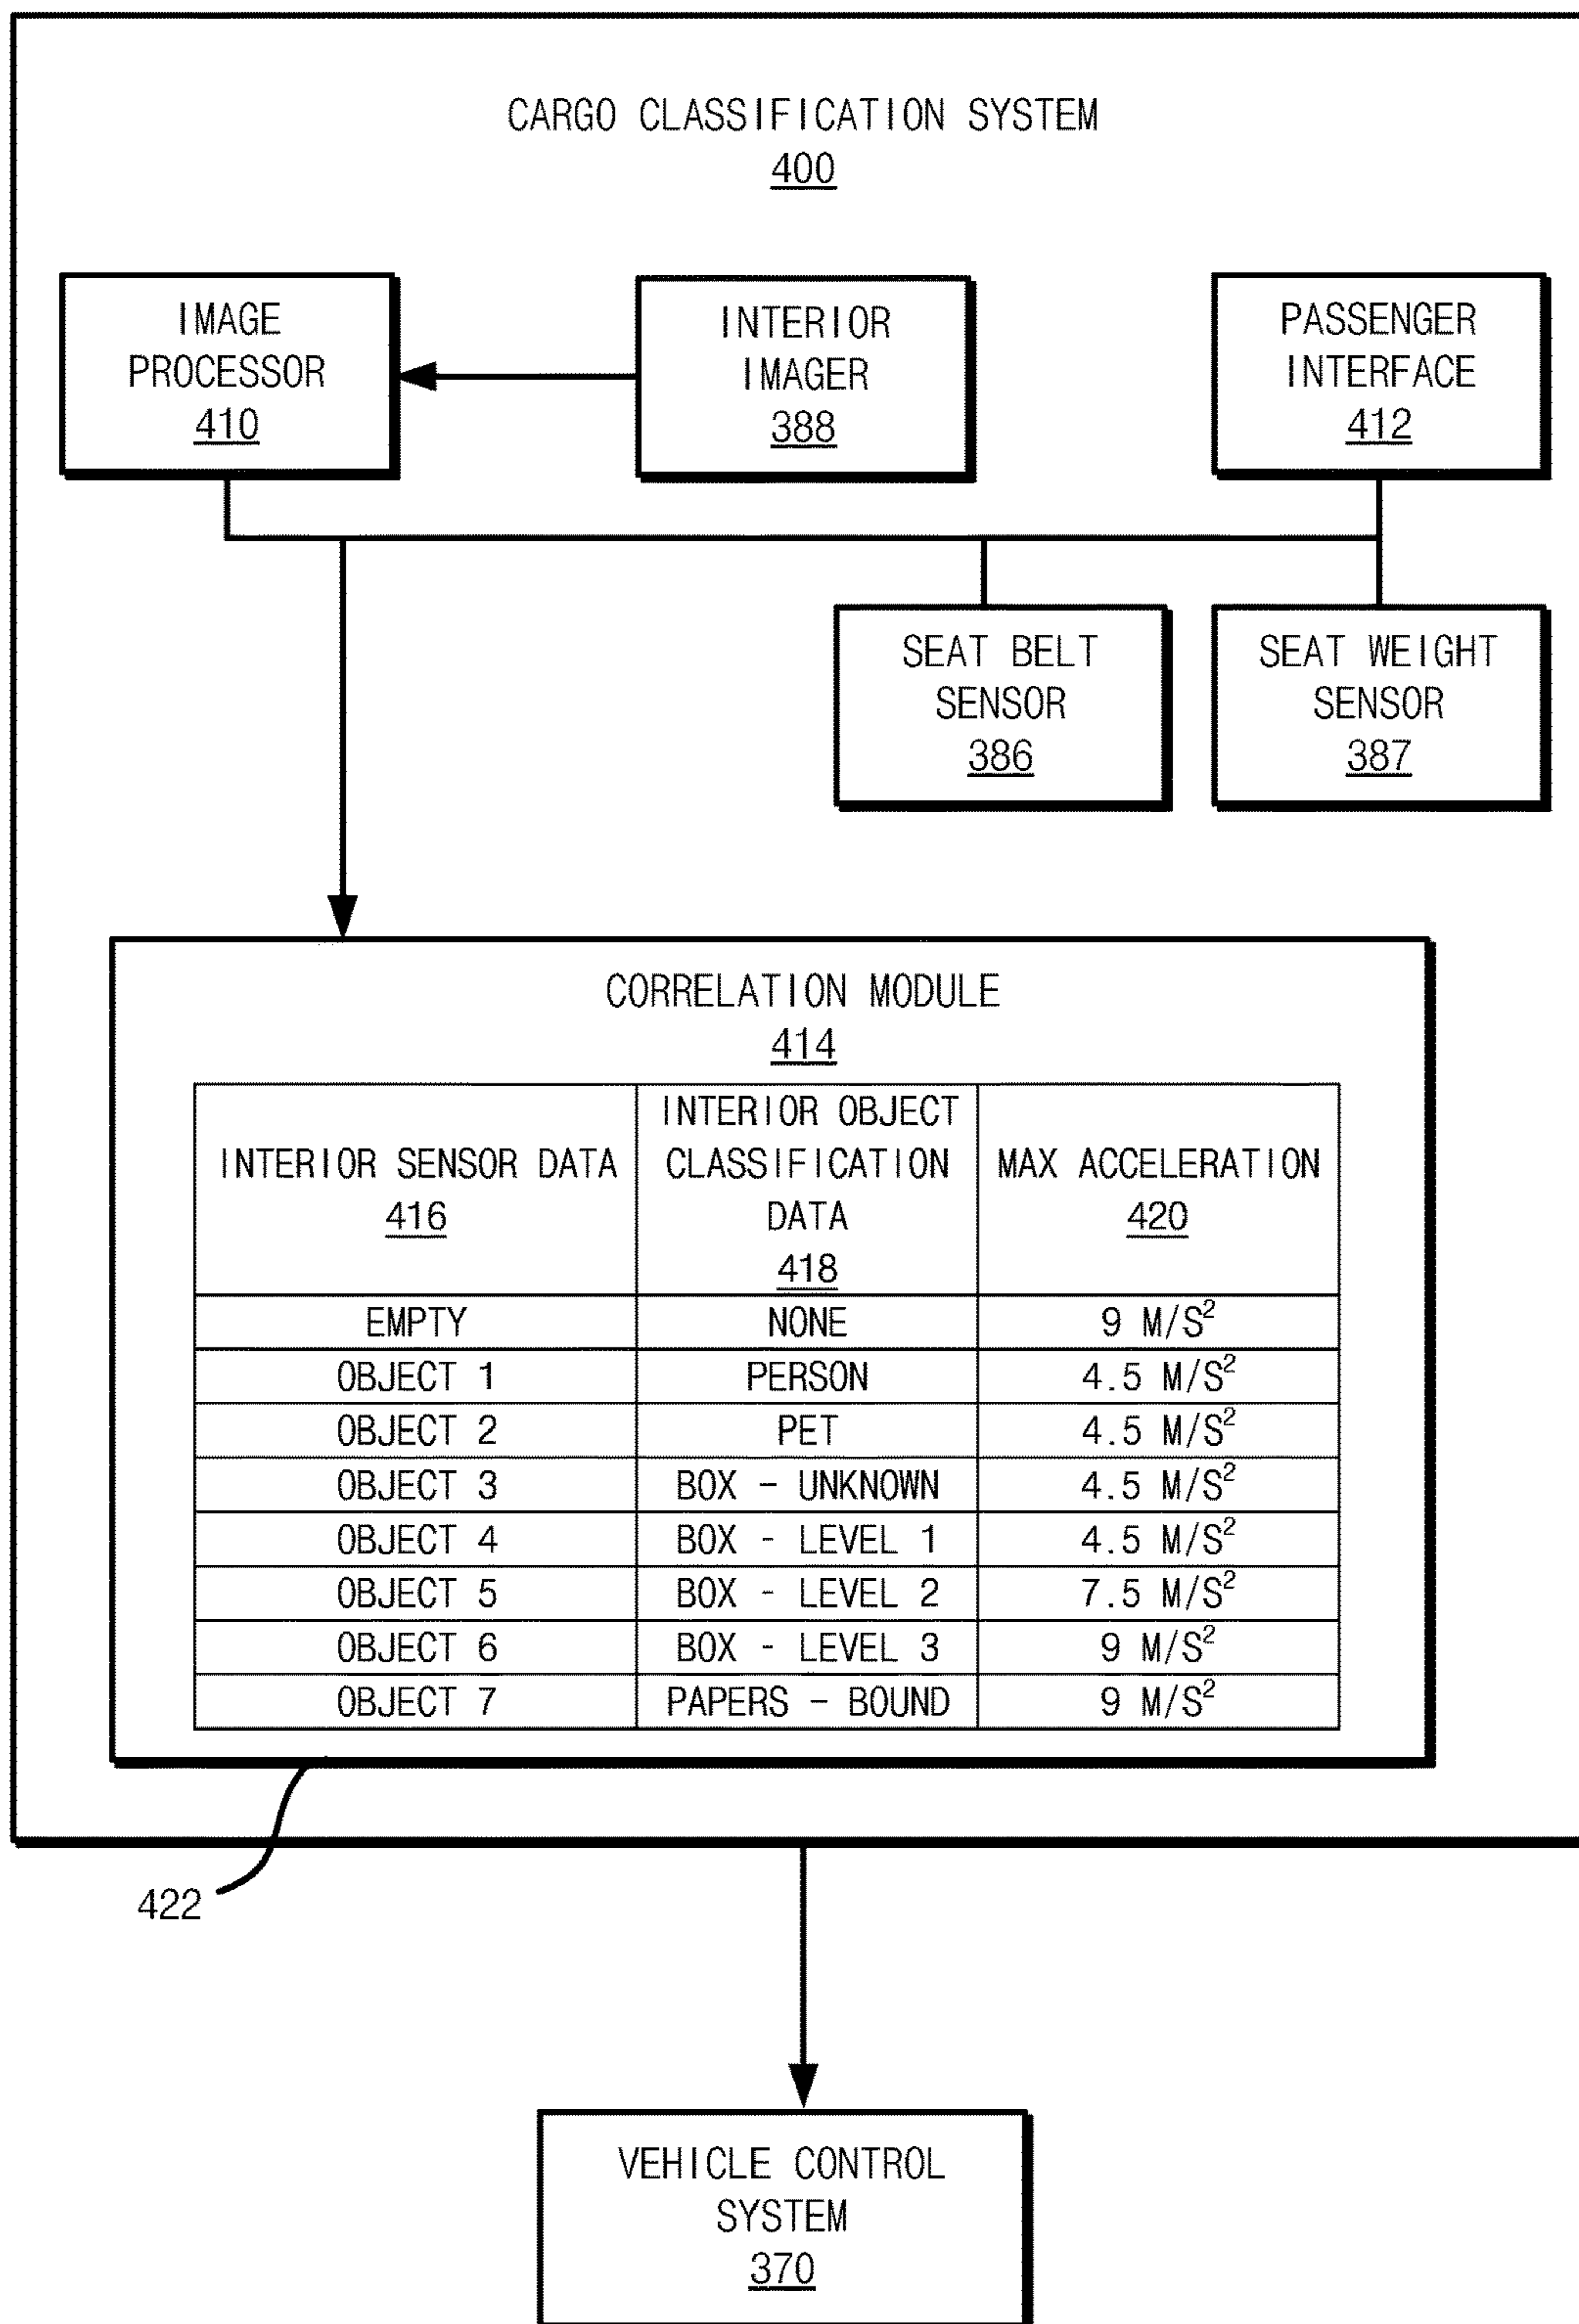 CARGO CLASSIFICATION SYSTEM
400
IMAGE
PROCESSOR
410
INTERIOR
IMAGER
388
PASSENGER
INTERFACE
412
SEAT BELT
SENSOR
386
SEAT WEIGHT
SENSOR
387
CORRELATION MODULE
414
INTERIOR SENSOR DATA
416
INTERIOR OBJECT
CLASSIFICATION
DATA
418
MAX ACCELERATION
420
EMPTY NONE 9 M/S²
OBJECT 1 PERSON 4.5 M/S²
OBJECT 2 PET 4.5 M/S²
OBJECT 3 BOX – UNKNOWN 4.5 M/S²
OBJECT 4 BOX - LEVEL 1 4.5 M/S²
OBJECT 5 BOX - LEVEL 2 7.5 M/S²
OBJECT 6 BOX - LEVEL 3 9 M/S²
OBJECT 7 PAPERS – BOUND 9 M/S²
422
VEHICLE CONTROL
SYSTEM
370